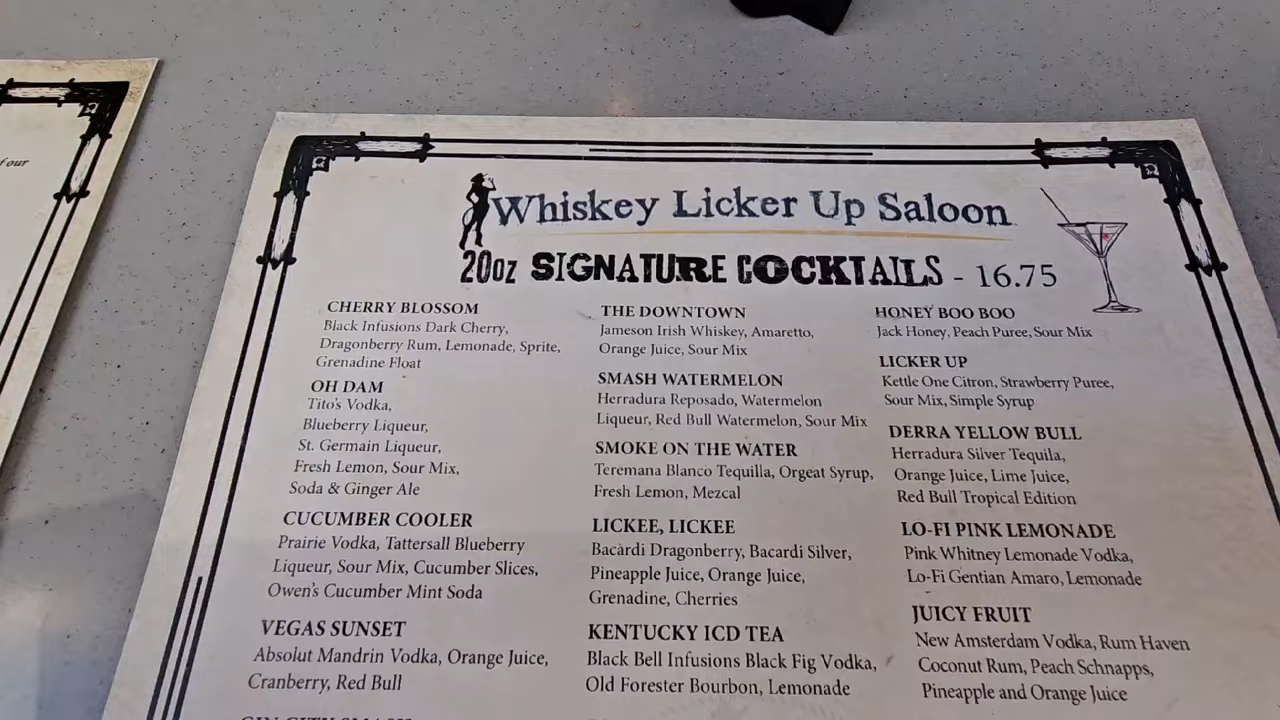 f our
Whiskey Licker Up Saloon
20oz SIGNATURE COCKTAILS - 16.75
CHERRY BLOSSOM
Black Infusions Dark Cherry,
Dragonberry Rum, Lemonade, Sprite,
Grenadine Float
OH DAM
Tito's Vodka,
Blueberry Liqueur,
St. Germain Liqueur,
Fresh Lemon, Sour Mix,
Soda & Ginger Ale
CUCUMBER COOLER
Prairie Vodka, Tattersall Blueberry
Liqueur, Sour Mix, Cucumber Slices,
Owen's Cucumber Mint Soda
VEGAS SUNSET
Absolut Mandrin Vodka, Orange Juice,
Cranberry, Red Bull
THE DOWNTOWN
Jameson Irish Whiskey, Amaretto,
Orange Juice, Sour Mix
SMASH WATERMELON
Herradura Reposado, Watermelon
Liqueur, Red Bull Watermelon, Sour Mix
SMOKE ON THE WATER
Teremana Blanco Tequilla, Orgeat Syrup,
Fresh Lemon, Mezcal
LICKEE, LICKEE
Bacàrdi Dragonberry, Bacardi Silver,
Pineapple Juice, Orange Juice,
Grenadine, Cherries
KENTUCKY ICD TEA
Black Bell Infusions Black Fig Vodka,
Old Forester Bourbon, Lemonade
HONEY BOO BOO
Jack Honey, Peach Puree, Sour Mix
LICKER UP
Kettle One Citron, Strawberry Puree,
Sour Mix, Simple Syrup
DERRA YELLOW BULL
Herradura Silver Tequila,
Orange Juice, Lime Juice,
Red Bull Tropical Edition
LO-FI PINK LEMONADE
Pink Whitney Lemonade Vodka,
Lo-Fi Gentian Amaro, Lemonade
JUICY FRUIT
New Amsterdam Vodka, Rum Haven
Coconut Rum, Peach Schnapps,
Pineapple and Orange Juice